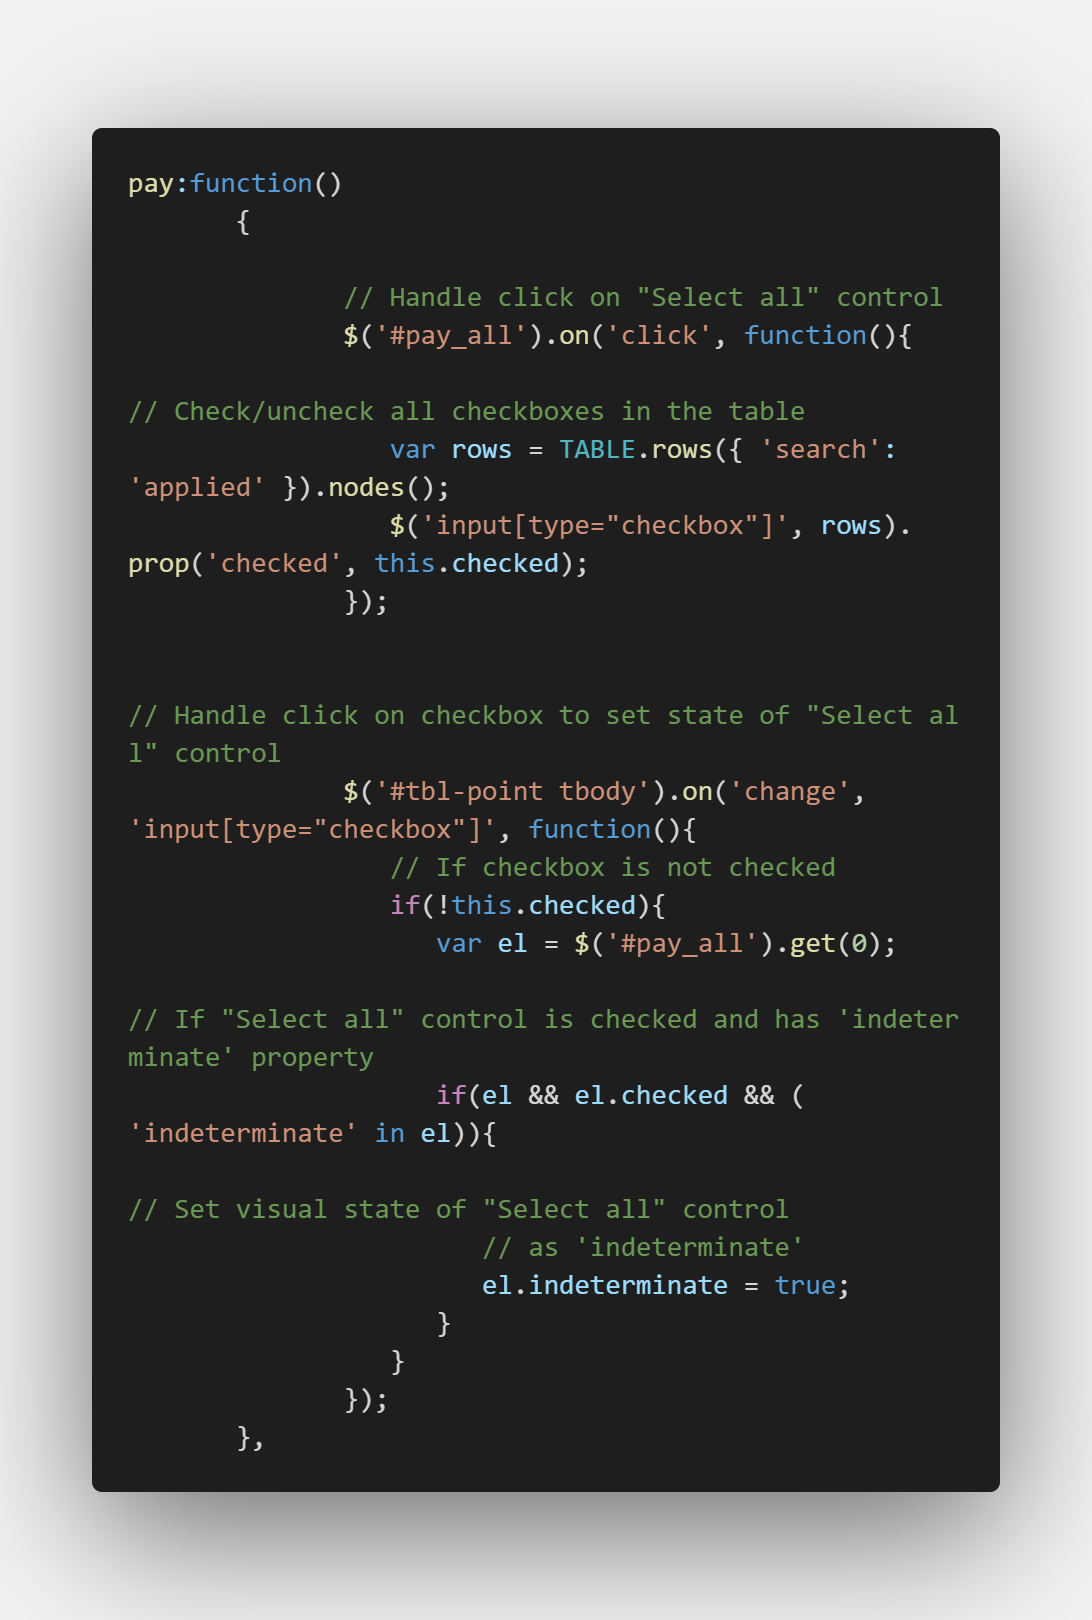 pay:function()
{
// Handle click on "Select all" control
$('#pay_all').on('click', function(){
// Check/uncheck all checkboxes in the table
var rows = TABLE.rows({ 'search':
'applied' }).nodes();
$('input[type="checkbox"]', rows).
prop('checked', this.checked);
});
// Handle click on checkbox to set state of "Select al
l" control
$('#tbl-point tbody').on('change',
'input[type="checkbox"]', function(){
// If checkbox is not checked
if(!this.checked){
var el = $('#pay_all').get(0);
// If "Select all" control is checked and has 'indeter
minate' property
if(el && el.checked && (
'indeterminate' in el)){
// Set visual state of "Select all" control
// as 'indeterminate'
el.indeterminate = true;
}
}
});
},